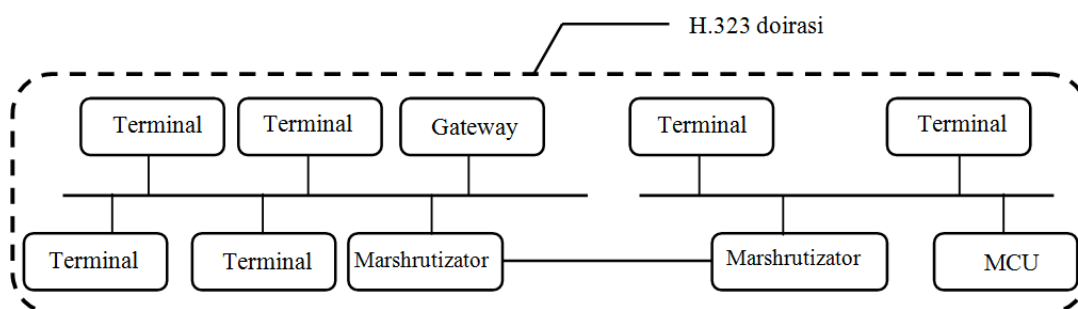 H.323 doirasi
Terminal
Terminal
Gateway
Terminal
Terminal
Terminal
Terminal
Marshrutizator
Marshrutizator
MCU